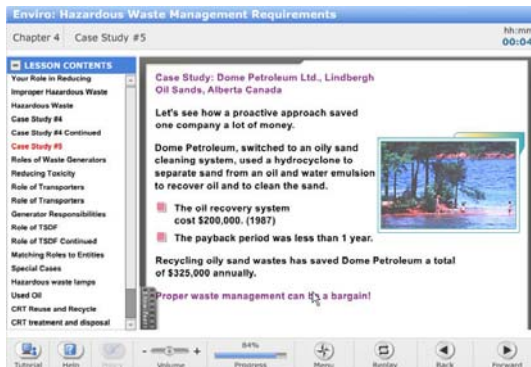 Enviro: Hazardous Waste Management Requirements
Chapter 4 Case Study #5
hh:mm
00:04
LESSON CONTENTS
Your Role in Reducing
Improper Hazardous Waste
Hazardous Waste
Case Study #4
Case Study #4 Continued
Case Study #5
Roles of Waste Generators
Reducing Toxicity
Role of Transporters
Role of Transporters
Generator Responsibilities
Role of TSDF
Role of TSDF Continued
Matching Roles to Entities
Special Cases
Hazardous waste lamps
Used Oil
CRT Reuse and Recycle
CRT treatment and disposal
Case Study: Dome Petroleum Ltd., Lindbergh
Oil Sands, Alberta Canada
Let's see how a proactive approach saved
one company a lot of money.
Dome Petroleum, switched to an oily sand
cleaning system, used a hydrocyclone to
separate sand from an oil and water emulsion
to recover oil and to clean the sand.
The oil recovery system
cost $200,000. (1987)
The payback period was less than 1 year.
Recycling oily sand wastes has saved Dome Petroleum a total
of $325,000 annually.
Proper waste management can be a bargain!
84%
Tutorial
Help
Volume
Progress
Menu
Replay
Back
Forward